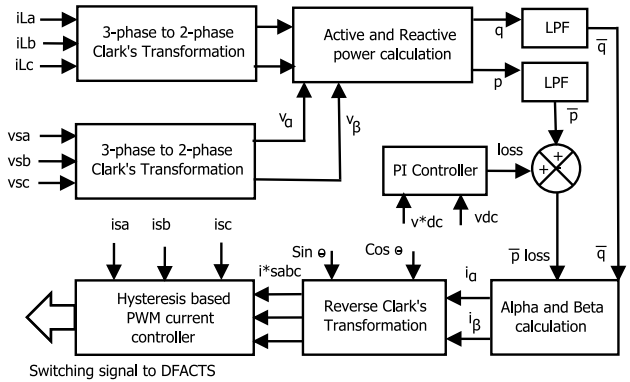 iLa
iLb
iLc
3-phase to 2-phase
Clark's Transformation
Active and Reactive
power calculation
q
LPF
q̅
p
LPF
p̅
vα
vβ
vsa
vsb
vsc
3-phase to 2-phase
Clark's Transformation
PI Controller
loss
+
+
v*dc
vdc
isa
isb
isc
Sin ɵ
Cos ɵ
i*sabc
iα
iβ
p̅ loss
q̅
Hysteresis based
PWM current
controller
Reverse Clark's
Transformation
Alpha and Beta
calculation
Switching signal to DFACTS